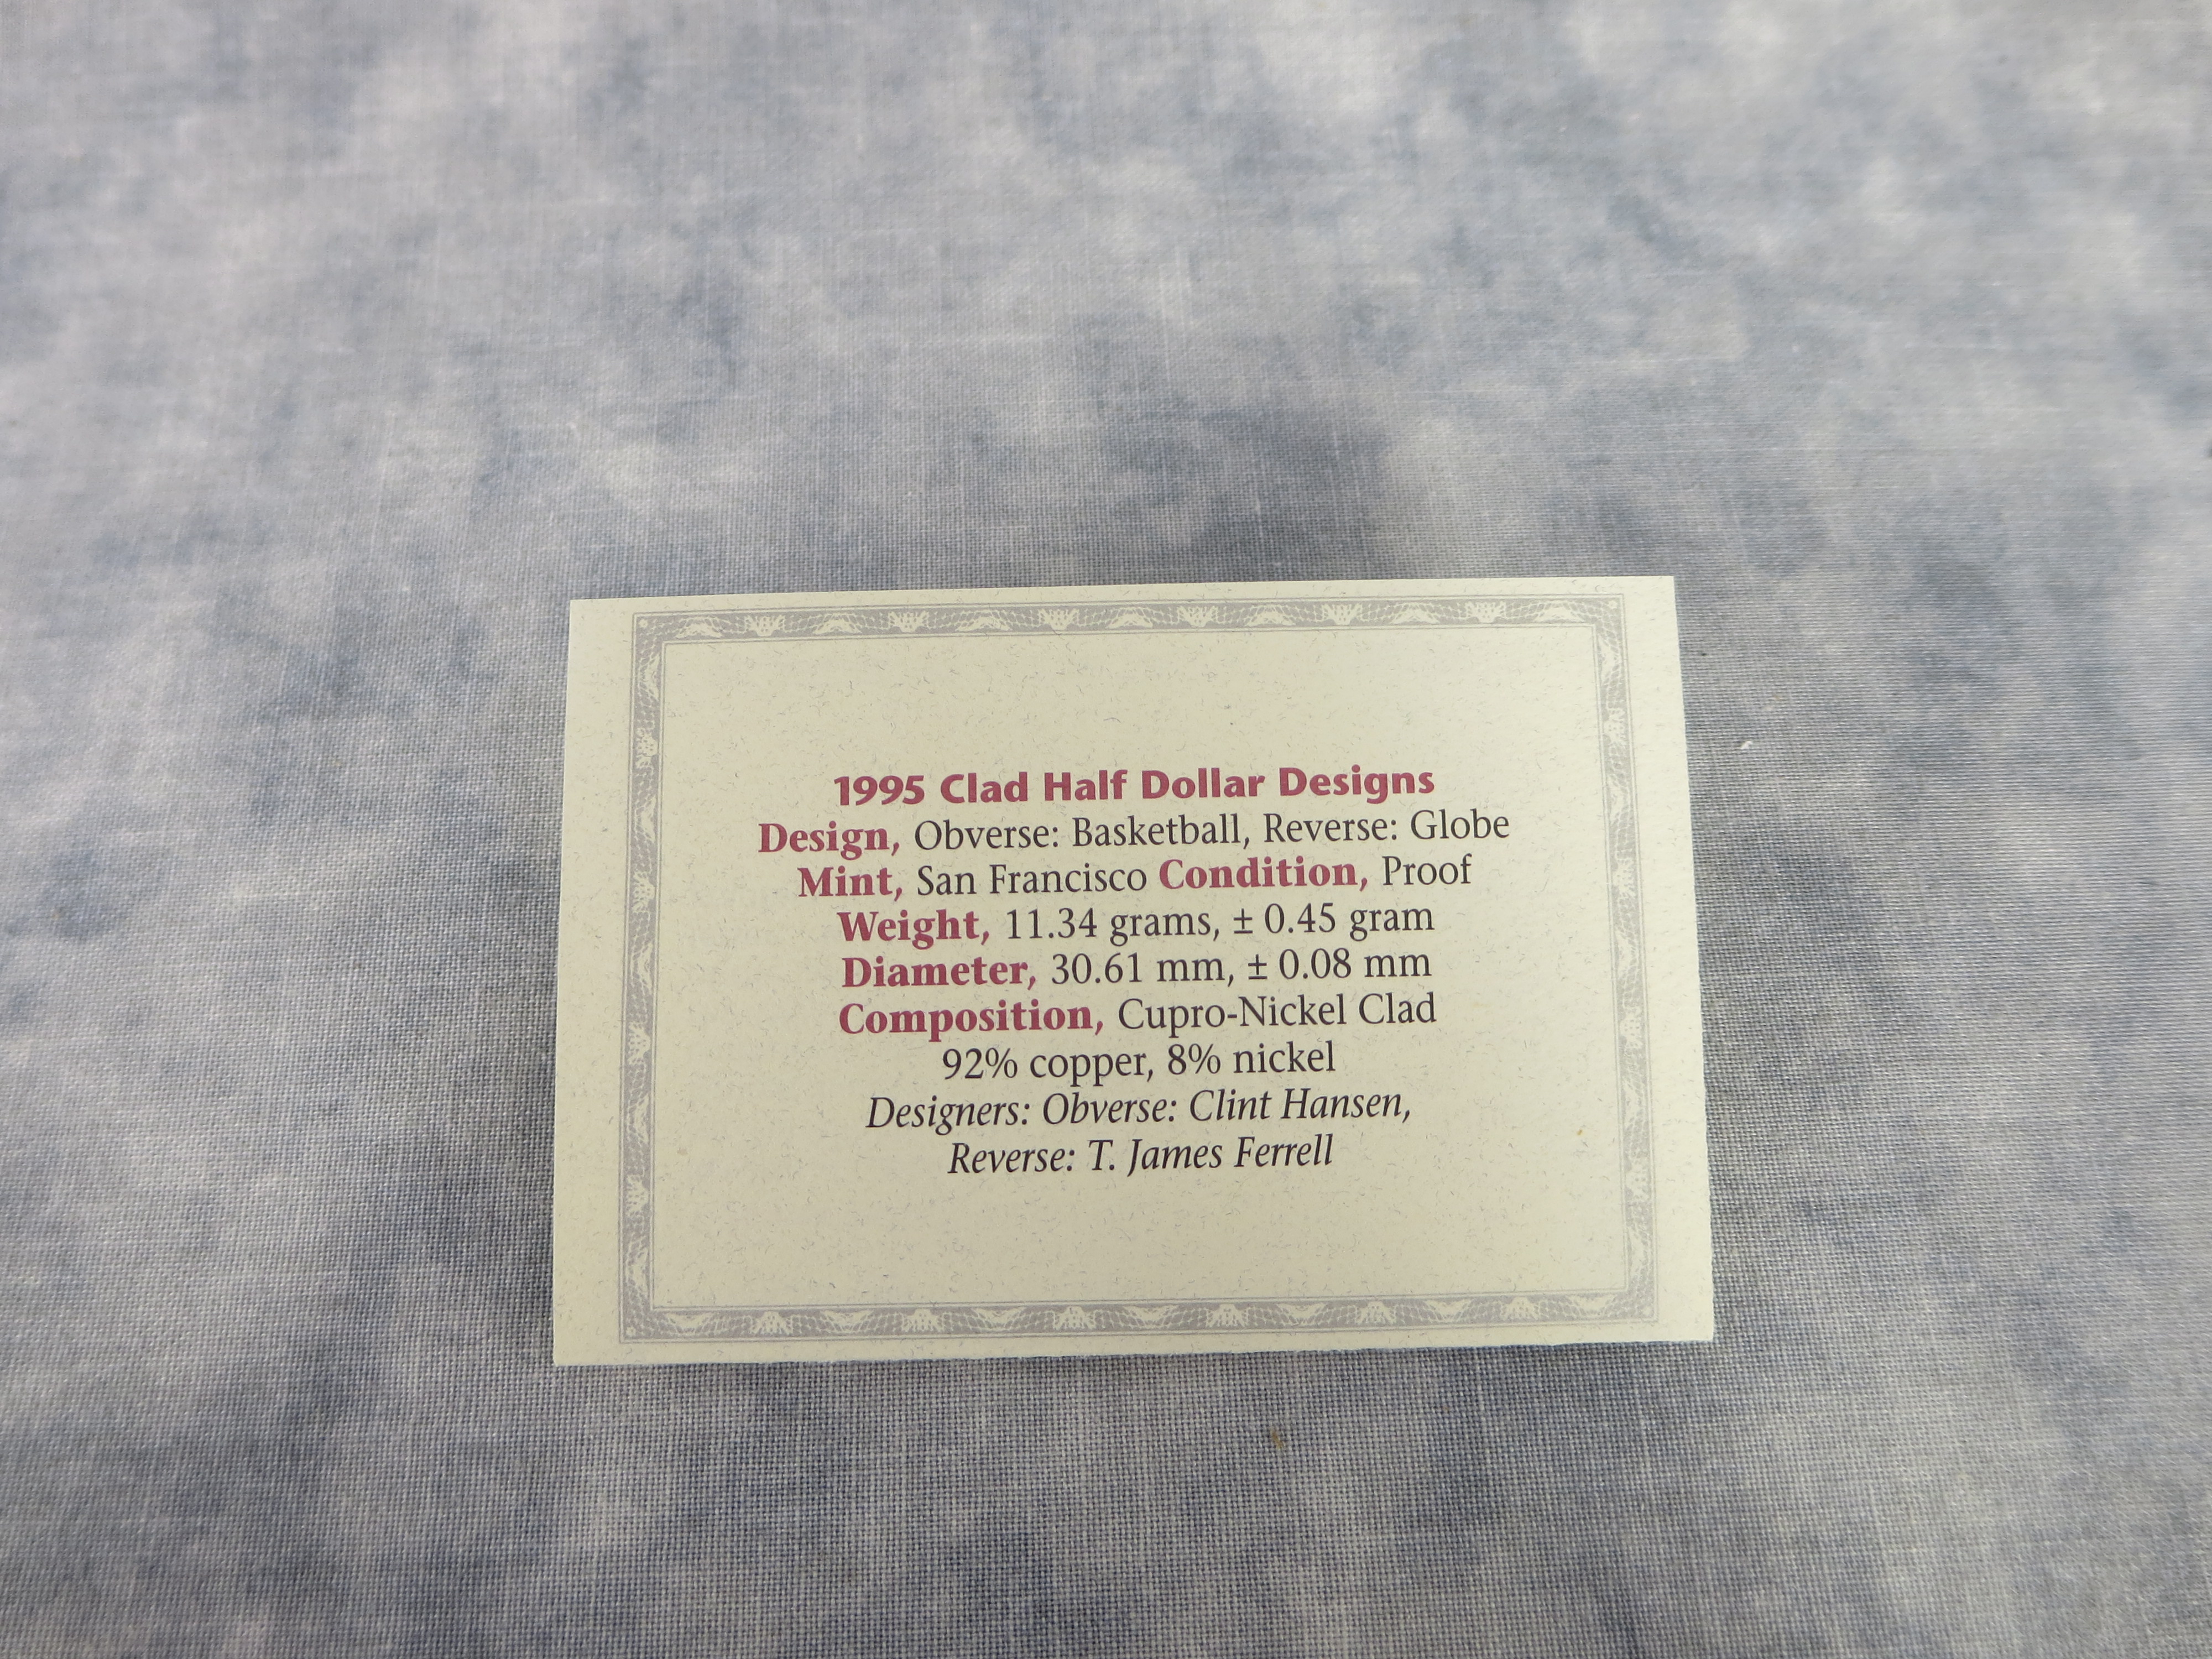 1995 Clad Half Dollar Designs
Design, Obverse: Basketball, Reverse: Globe
Mint, San Francisco Condition, Proof
Weight, 11.34 grams, ± 0.45 gram
Diameter, 30.61 mm, ± 0.08 mm
Composition, Cupro-Nickel Clad
92% copper, 8% nickel
Designers: Obverse: Clint Hansen,
Reverse: T. James Ferrell